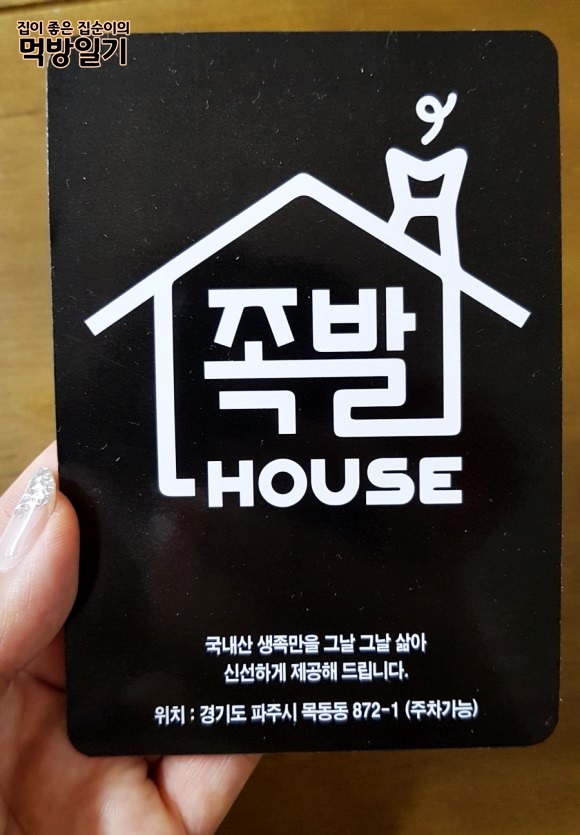 집이 좋은 집순이의
먹방일기
족발
HOUSE
국내산 생족만을 그날 그날 삶아
신선하게 제공해 드립니다.
위치 : 경기도 파주시 목동동 872-1 (주차가능)